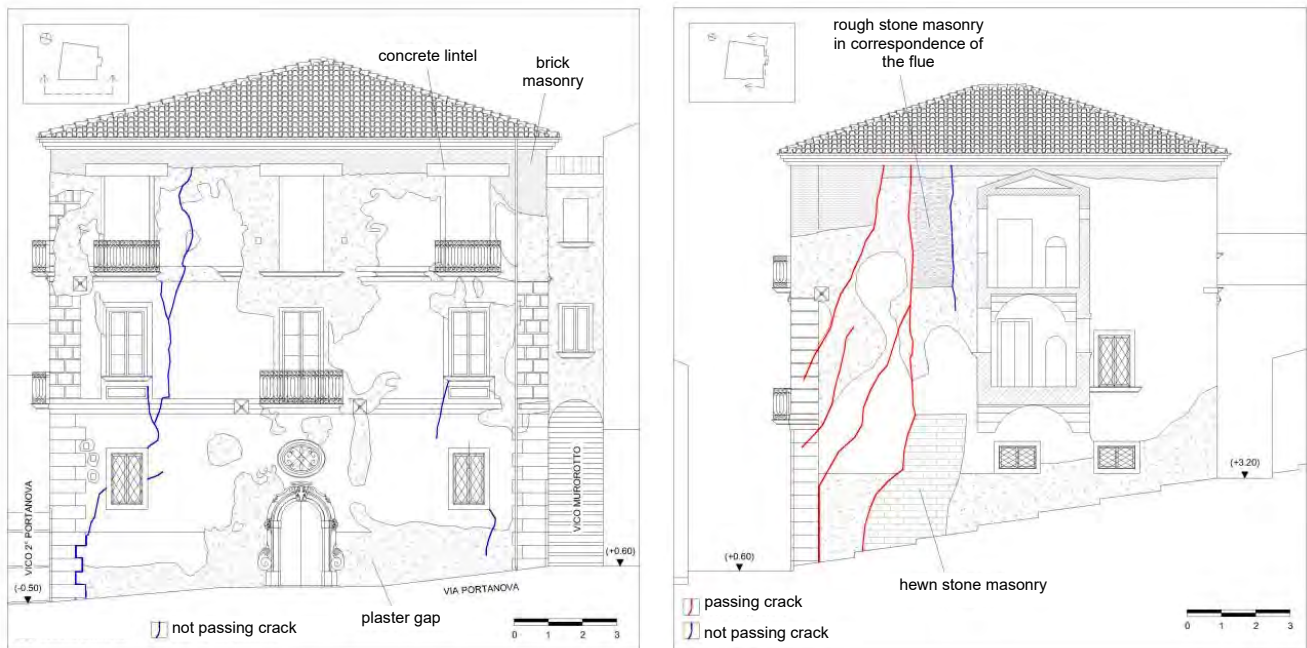 concrete lintel
brick
masonry
VICO 2° PORTANOVA
VICO MUROROTTO
(-0.50)
(+0.60)
VIA PORTANOVA
plaster gap
not passing crack
0 1 2 3
rough stone masonry
in correspondence of
the flue
(+3.20)
(+0.60)
hewn stone masonry
passing crack
not passing crack
0 1 2 3